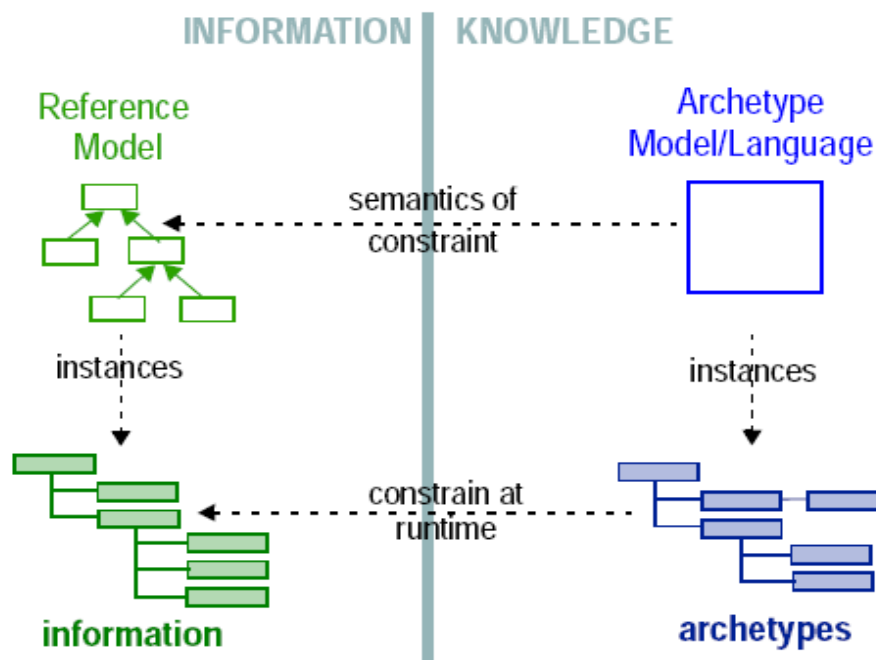 INFORMATION KNOWLEDGE
Reference
Model
Archetype
Model/Language
semantics of
constraint
instances
instances
constrain at
runtime
information
archetypes